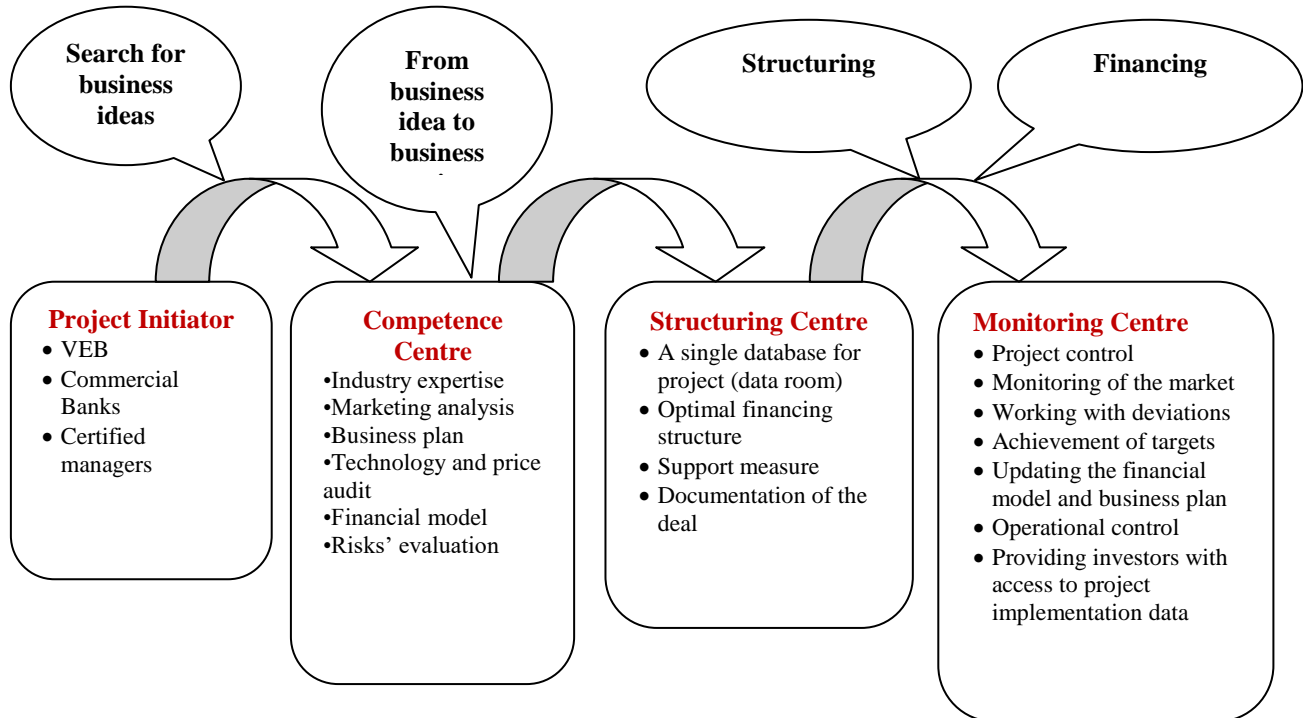 Search for
business
ideas
From
business
idea to
business
Structuring
Financing
Project Initiator
• VEB
• Commercial
Banks
• Certified
managers
Competence
Centre
•Industry expertise
•Marketing analysis
•Business plan
•Technology and price
audit
•Financial model
•Risks’ evaluation
Structuring Centre
• A single database for
project (data room)
• Optimal financing
structure
• Support measure
• Documentation of the
deal
Monitoring Centre
• Project control
• Monitoring of the market
• Working with deviations
• Achievement of targets
• Updating the financial
model and business plan
• Operational control
• Providing investors with
access to project
implementation data